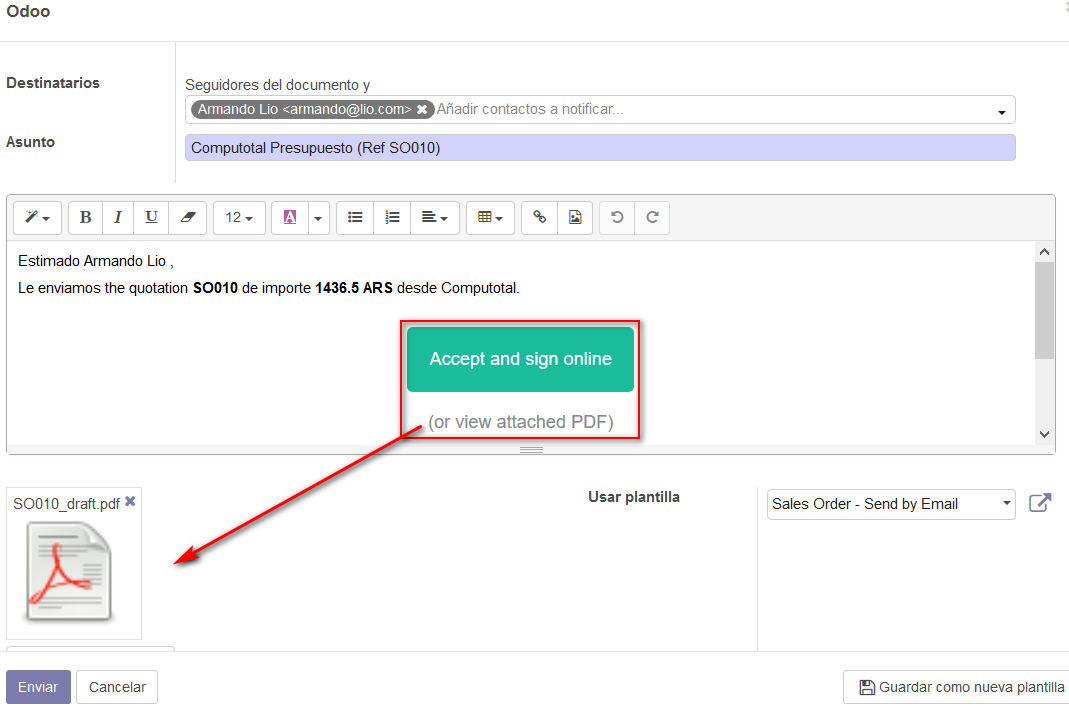 Odoo
Destinatarios
Seguidores del documento y
Armando Lio <armando@lio.com> ✖ Añadir contactos a notificar...
Asunto
Computotal Presupuesto (Ref SO010)
B I U 12 A
Estimado Armando Lio ,
Le enviamos the quotation SO010 de importe 1436.5 ARS desde Computotal.
Accept and sign online
(or view attached PDF)
SO010_draft.pdf ✖
Usar plantilla
Sales Order - Send by Email
Enviar Cancelar
Guardar como nueva plantilla